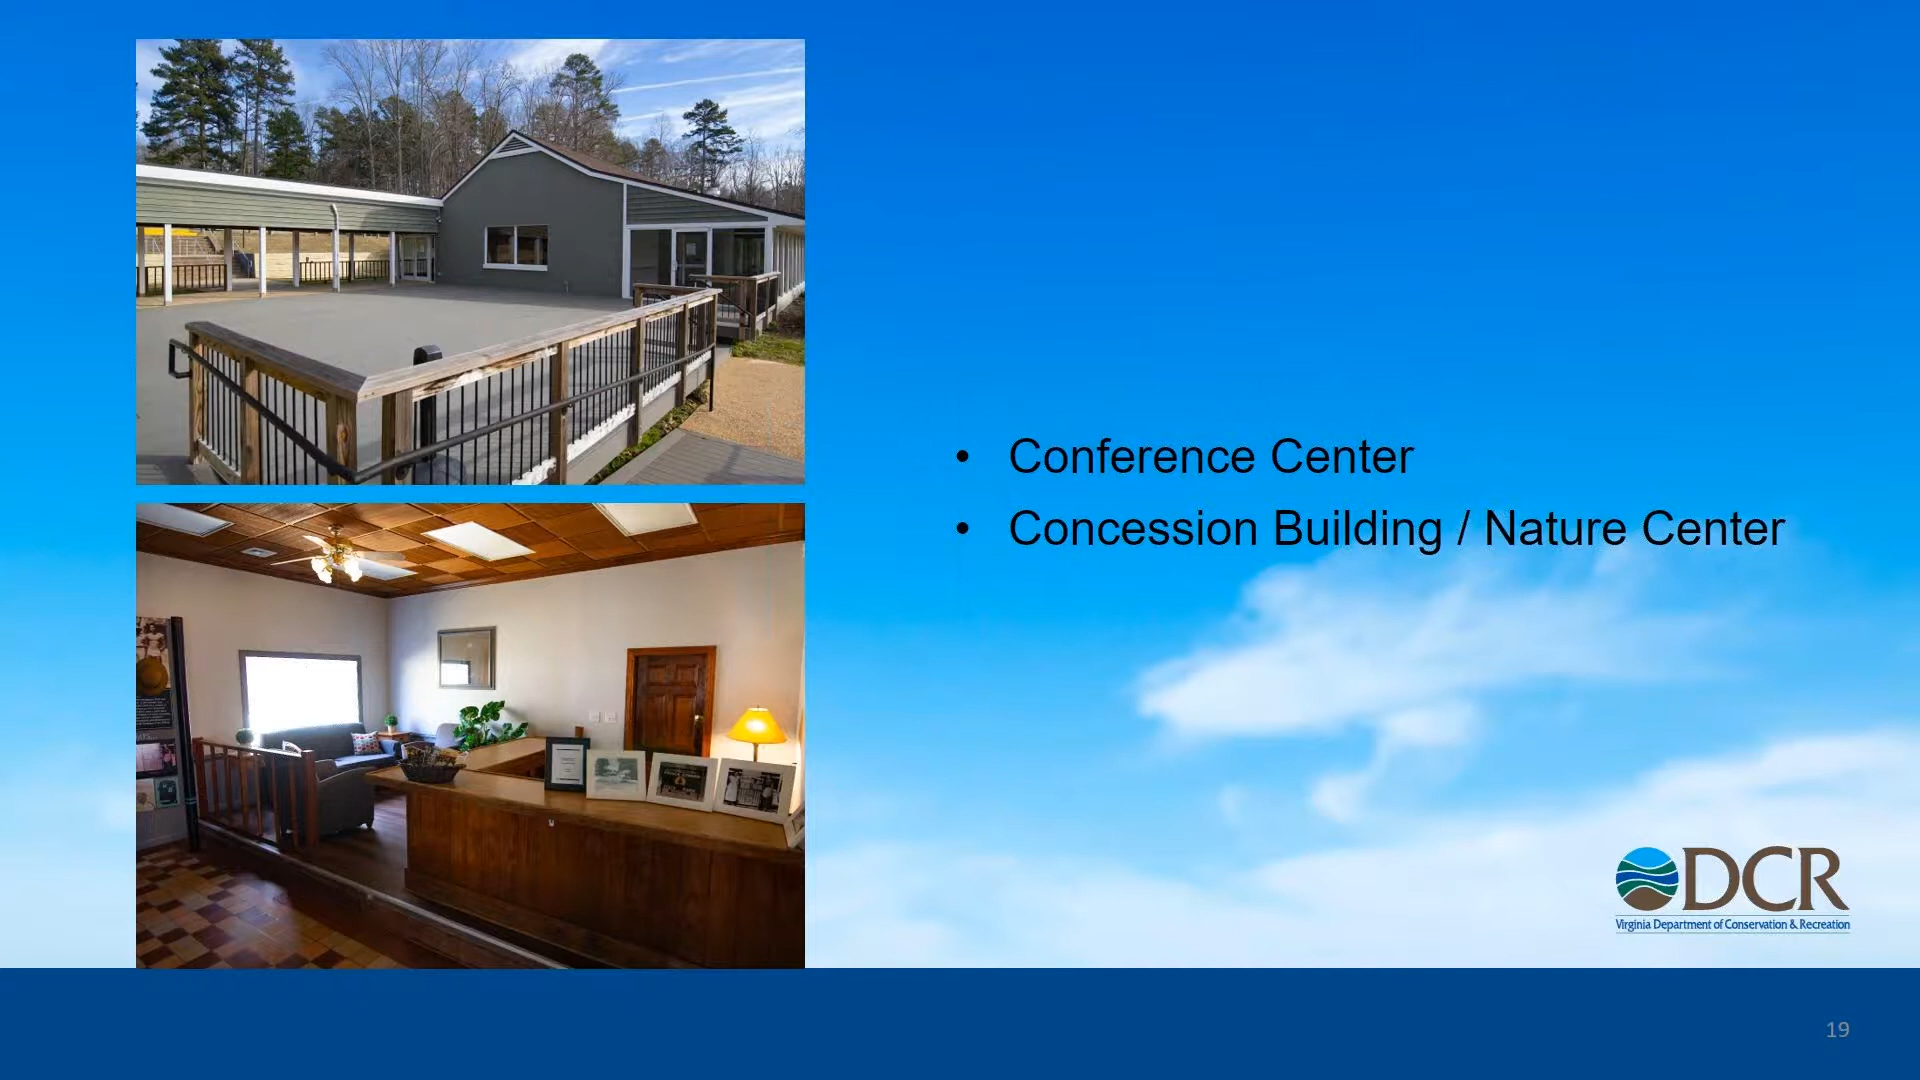 • Conference Center
• Concession Building / Nature Center
DCR
Virginia Department of Conservation & Recreation
19